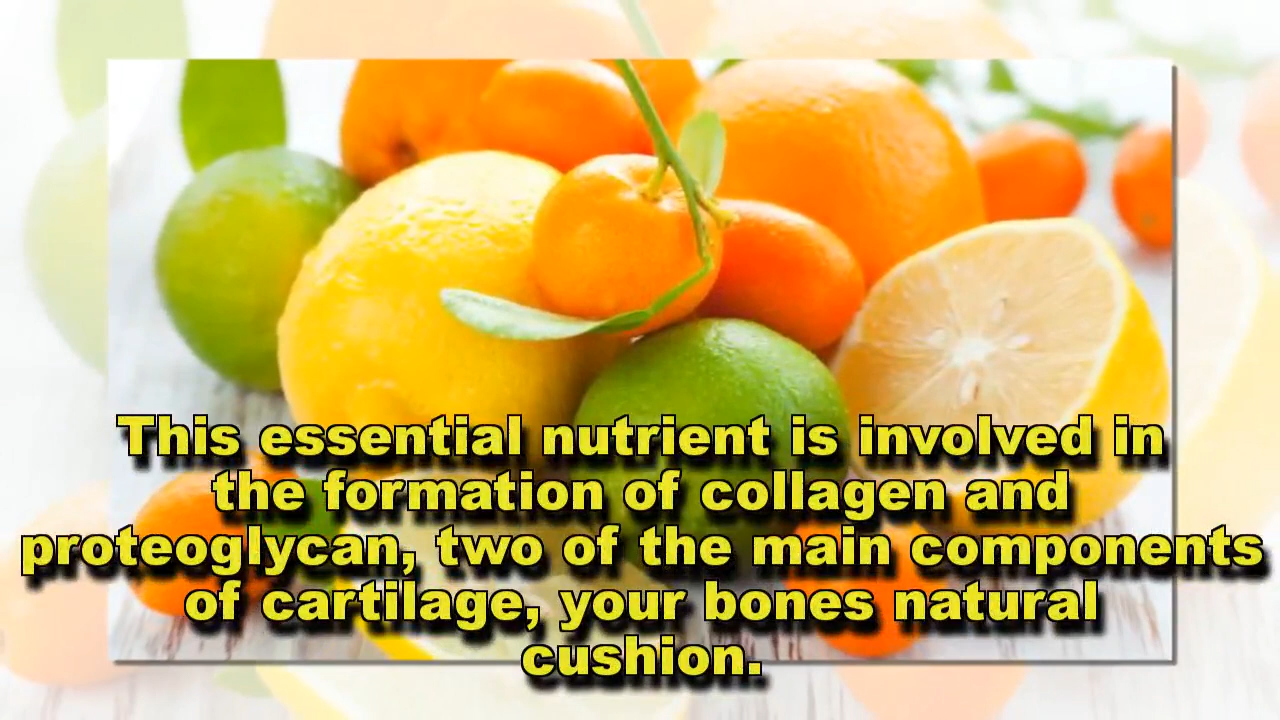 This essential nutrient is involved in
the formation of collagen and
proteoglycan, two of the main components
of cartilage, your bones natural
cushion.